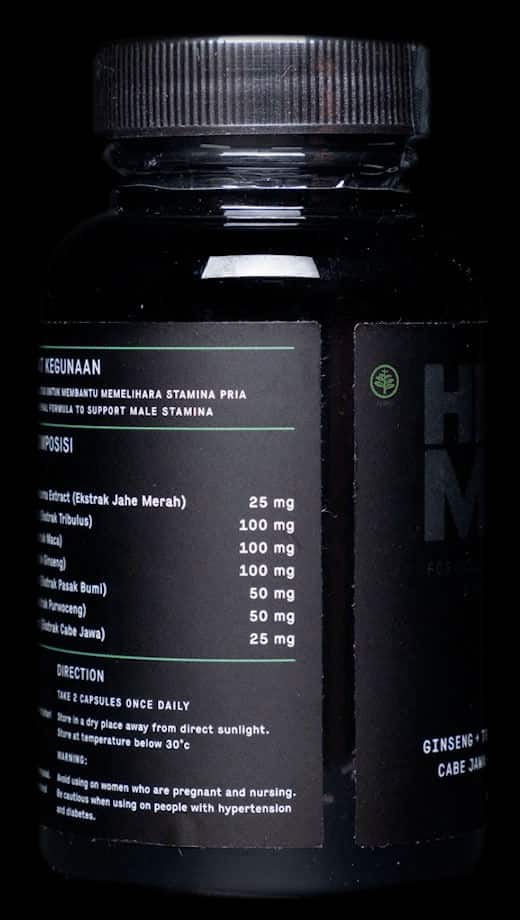 KEGUNAAN
UNTUK MEMBANTU MEMELIHARA STAMINA PRIA
FORMULA TO SUPPORT MALE STAMINA
Extract (Ekstrak Jahe Merah) 25 mg
Tribulus) 100 mg
Maca) 100 mg
Ginseng) 100 mg
Pasak Bumi) 50 mg
Purwoceng) 50 mg
Cabe Jawa) 25 mg
DIRECTION
TAKE 2 CAPSULES ONCE DAILY
Store in a dry place away from direct sunlight.
Store at temperature below 30°c
WARNING:
Avoid using on women who are pregnant and nursing.
Be cautious when using on people with hypertension
and diabetes.
FOR
GINSENG +
CABE JAWA